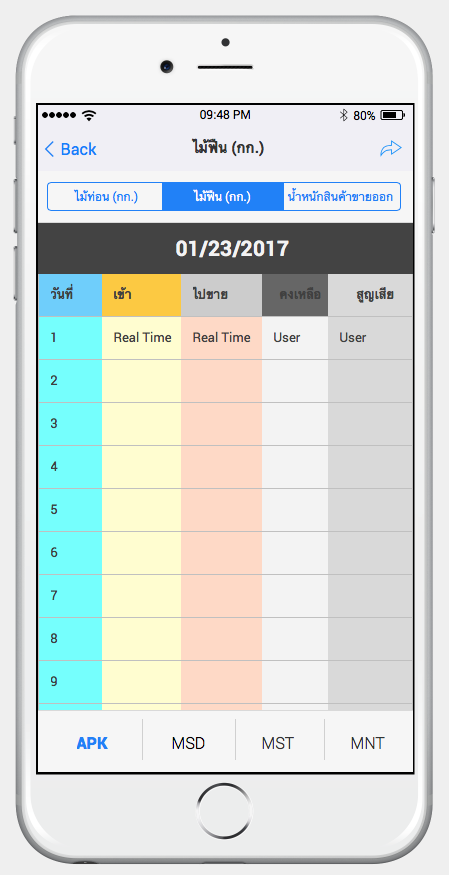 09:48 PM 80%
Back ไม้ฟืน (กก.)
ไม้ท่อน (กก.) ไม้ฟืน (กก.) น้ำหนักสินค้าขายออก
01/23/2017
วันที่ เข้า ไปขาย คงเหลือ สูญเสีย
1 Real Time Real Time User User
2
3
4
5
6
7
8
9
APK MSD MST MNT